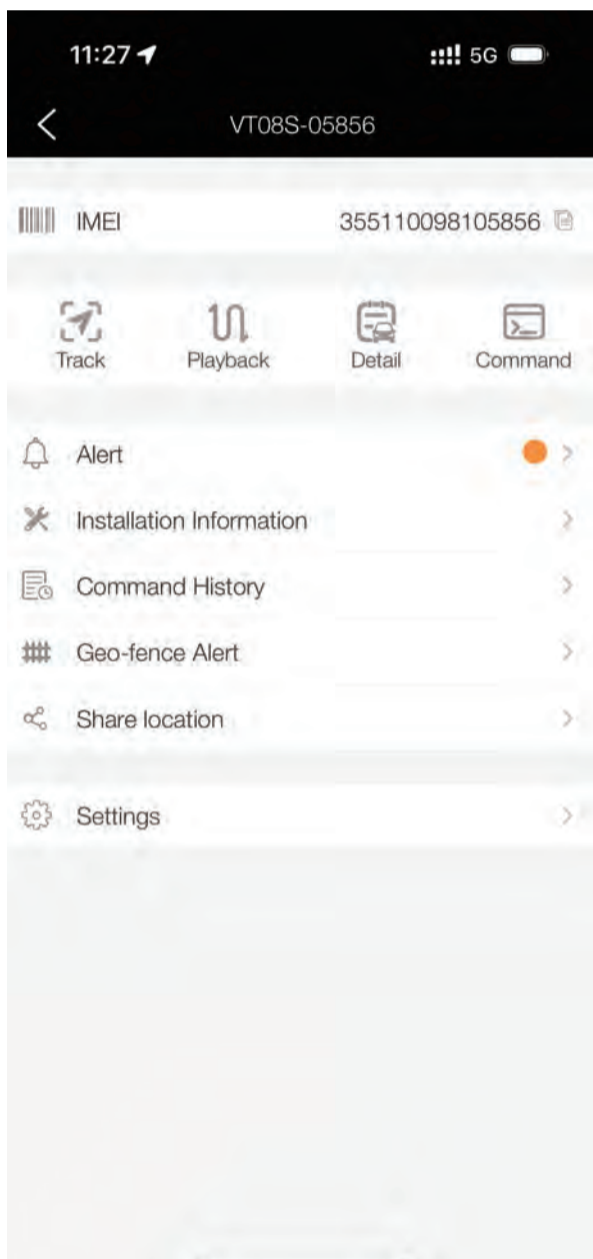 11:27 5G
VT08S-05856
IMEI 355110098105856
Track Playback Detail Command
Alert
Installation Information
Command History
Geo-fence Alert
Share location
Settings